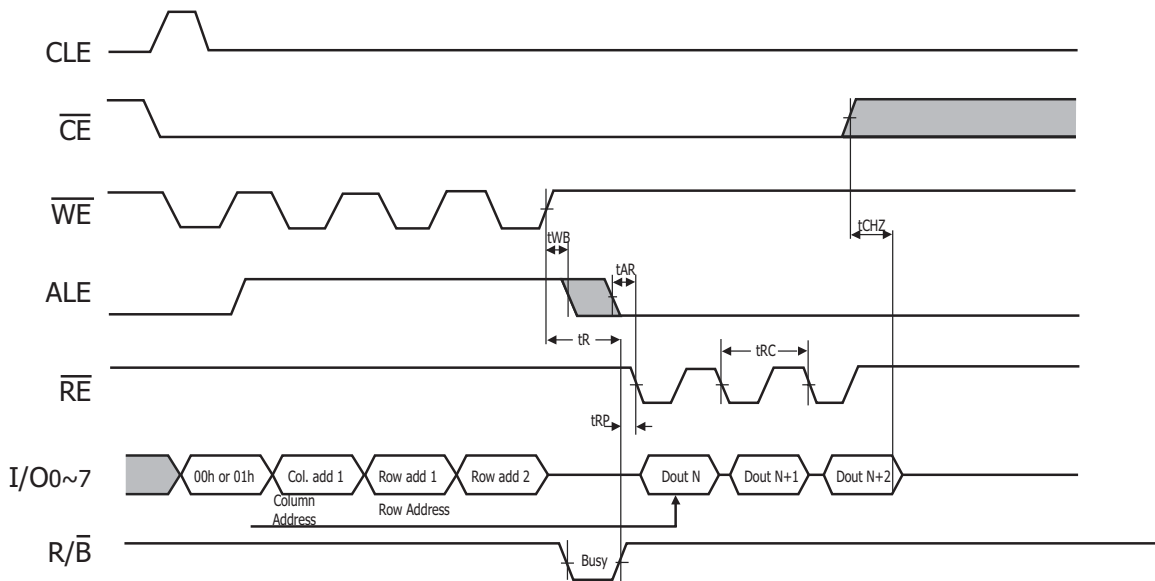 CLE
CE
WE
tCHZ
tWB
tAR
ALE
tR
tRC
RE
tRP
I/O0~7
00h or 01h
Col. add 1
Row add 1
Row add 2
Dout N
Dout N+1
Dout N+2
Column
Address
Row Address
R/B
Busy